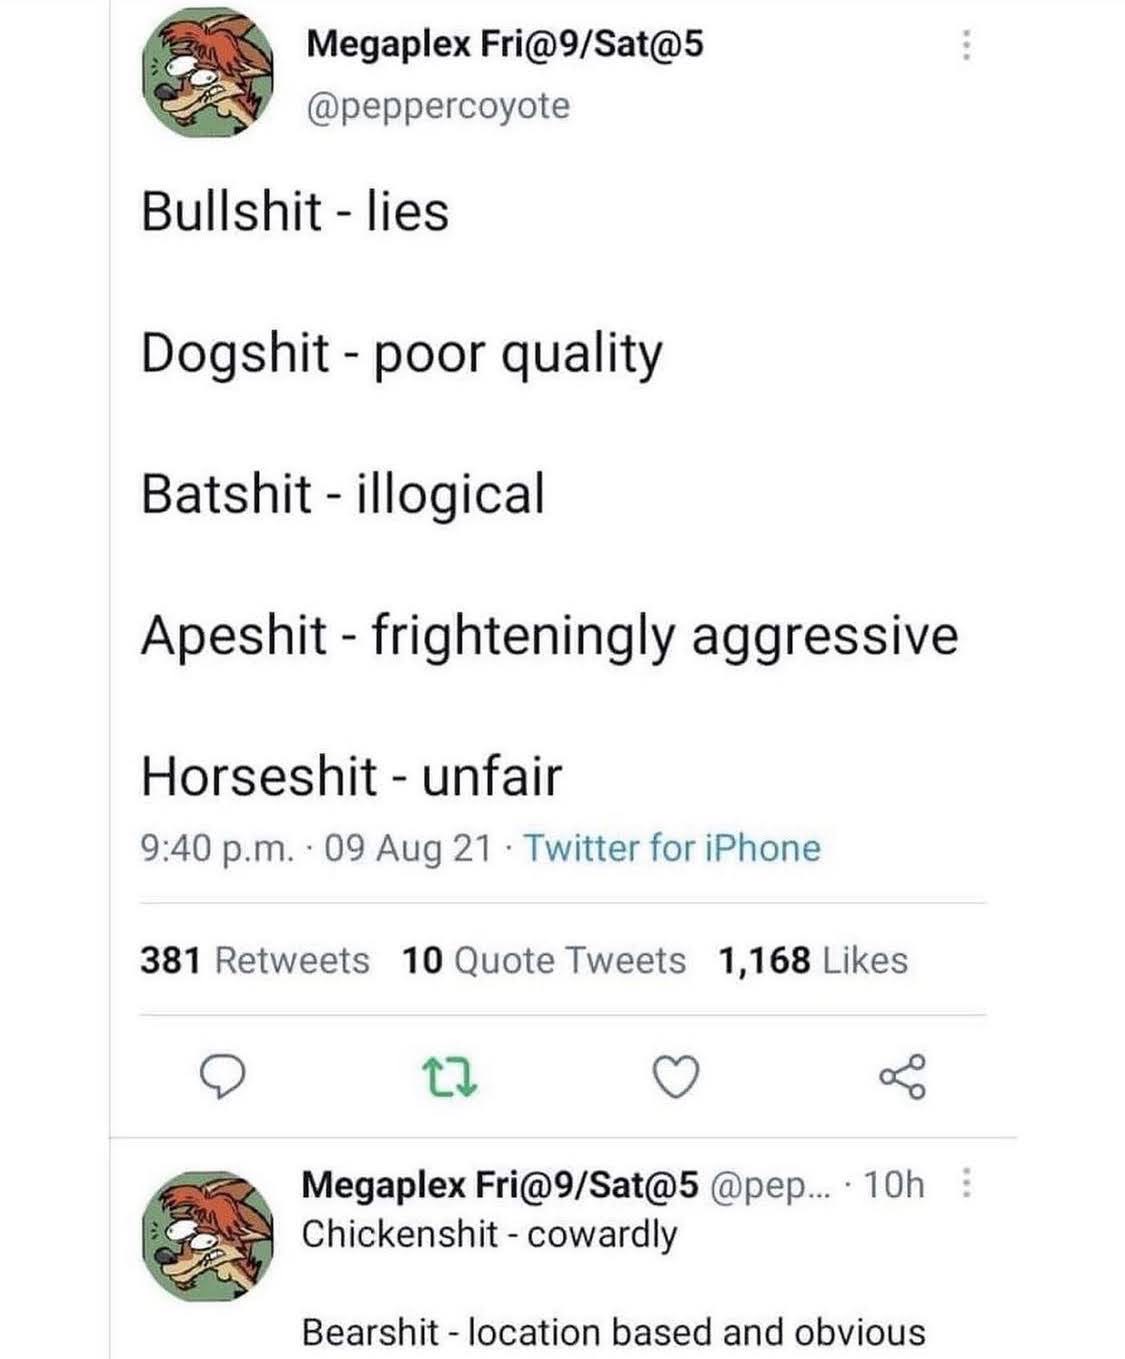 Megaplex Fri@9/Sat@5
@peppercoyote
Bullshit - lies
Dogshit - poor quality
Batshit - illogical
Apeshit - frighteningly aggressive
Horseshit - unfair
9:40 p.m. · 09 Aug 21 · Twitter for iPhone
381 Retweets 10 Quote Tweets 1,168 Likes
Megaplex Fri@9/Sat@5 @pep... · 10h
Chickenshit - cowardly
Bearshit - location based and obvious